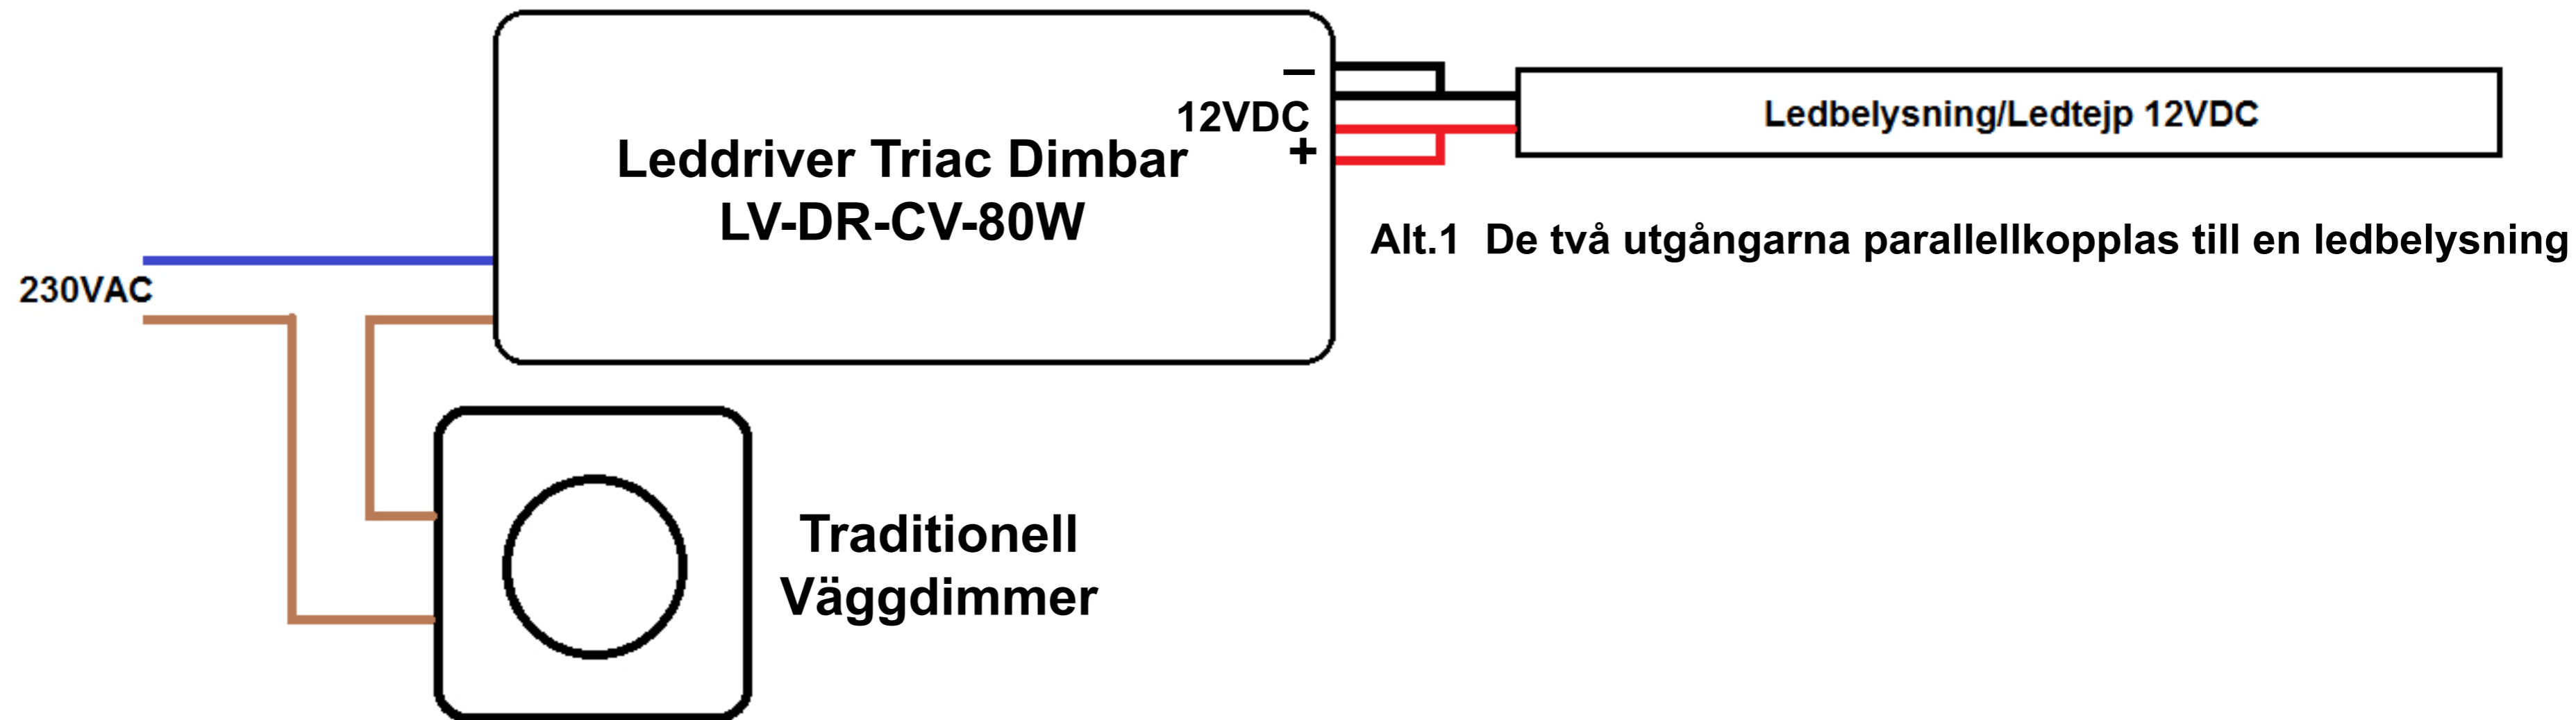 –
12VDC
+
Ledbelysning/Ledtejp 12VDC
Leddriver Triac Dimbar
LV-DR-CV-80W
Alt.1 De två utgångarna parallellkopplas till en ledbelysning
230VAC
Traditionell
Väggdimmer